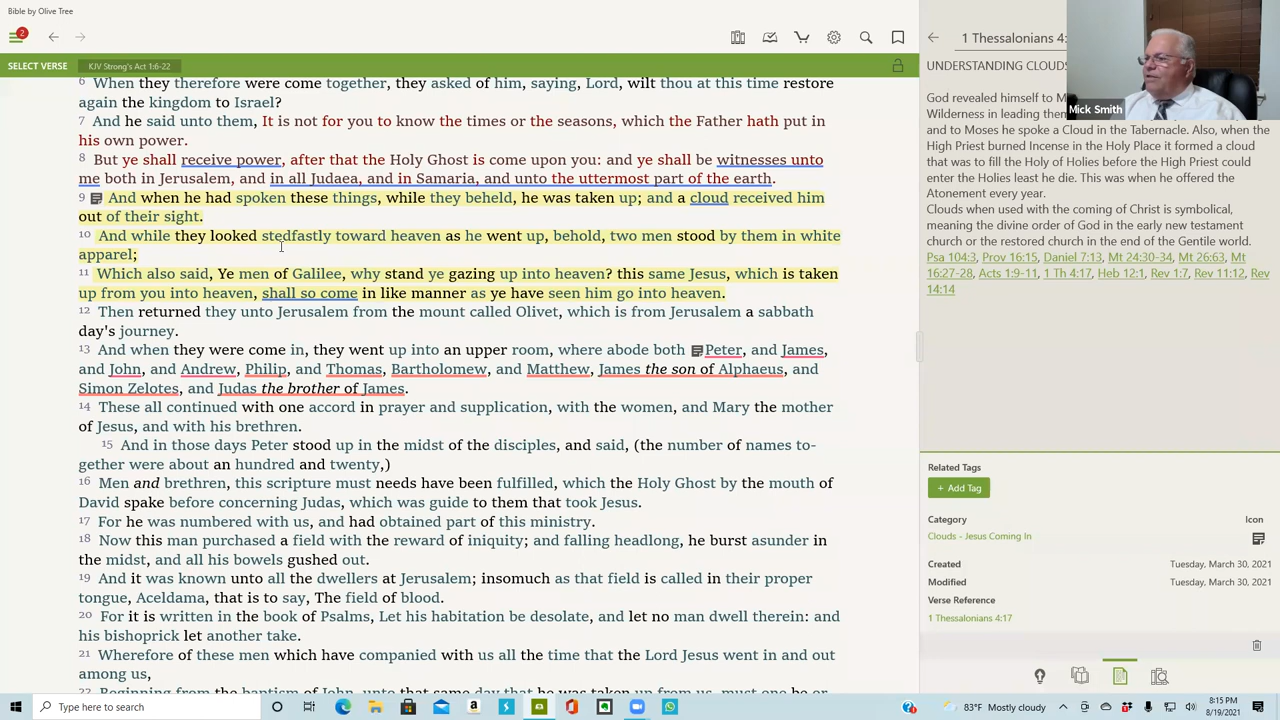 Bible by Olive Tree
2
SELECT VERSE
KJV Strong's Act 1:6-22
6 When they therefore were come together, they asked of him, saying, Lord, wilt thou at this time restore
again the kingdom to Israel?
7 And he said unto them, It is not for you to know the times or the seasons, which the Father hath put in
his own power.
8 But ye shall receive power, after that the Holy Ghost is come upon you: and ye shall be witnesses unto
me both in Jerusalem, and in all Judaea, and in Samaria, and unto the uttermost part of the earth.
9 And when he had spoken these things, while they beheld, he was taken up; and a cloud received him
out of their sight.
10 And while they looked stedfastly toward heaven as he went up, behold, two men stood by them in white
apparel;
11 Which also said, Ye men of Galilee, why stand ye gazing up into heaven? this same Jesus, which is taken
up from you into heaven, shall so come in like manner as ye have seen him go into heaven.
12 Then returned they unto Jerusalem from the mount called Olivet, which is from Jerusalem a sabbath
day's journey.
13 And when they were come in, they went up into an upper room, where abode both Peter, and James,
and John, and Andrew, Philip, and Thomas, Bartholomew, and Matthew, James the son of Alphaeus, and
Simon Zelotes, and Judas the brother of James.
14 These all continued with one accord in prayer and supplication, with the women, and Mary the mother
of Jesus, and with his brethren.
15 And in those days Peter stood up in the midst of the disciples, and said, (the number of names to-
gether were about an hundred and twenty,)
16 Men and brethren, this scripture must needs have been fulfilled, which the Holy Ghost by the mouth of
David spake before concerning Judas, which was guide to them that took Jesus.
17 For he was numbered with us, and had obtained part of this ministry.
18 Now this man purchased a field with the reward of iniquity; and falling headlong, he burst asunder in
the midst, and all his bowels gushed out.
19 And it was known unto all the dwellers at Jerusalem; insomuch as that field is called in their proper
tongue, Aceldama, that is to say, The field of blood.
20 For it is written in the book of Psalms, Let his habitation be desolate, and let no man dwell therein: and
his bishoprick let another take.
21 Wherefore of these men which have companied with us all the time that the Lord Jesus went in and out
among us,
22 Beginning from the baptism of John, unto that same day that he was taken up from us, must one be or
1 Thessalonians 4:
UNDERSTANDING CLOUDS
God revealed himself to M
Wilderness in leading them
and to Moses he spoke a Cloud in the Tabernacle. Also, when the
High Priest burned Incense in the Holy Place it formed a cloud
that was to fill the Holy of Holies before the High Priest could
enter the Holies least he die. This was when he offered the
Atonement every year.
Clouds when used with the coming of Christ is symbolical,
meaning the divine order of God in the early new testament
church or the restored church in the end of the Gentile world.
Psa 104:3, Prov 16:15, Daniel 7:13, Mt 24:30-31, Mt 26:63, Mt
16:27-28, Acts 1:9-11, 1 Th 4:17, Heb 12:1, Rev 1:7, Rev 11:12, Rev
14:14
Mick Smith
Related Tags
+ Add Tag
Category
Icon
Clouds - Jesus Coming In
Created
Tuesday, March 30, 2021
Modified
Tuesday, March 30, 2021
Verse Reference
1 Thessalonians 4:17
Type here to search
83°F Mostly cloudy
8:15 PM
8/19/2021